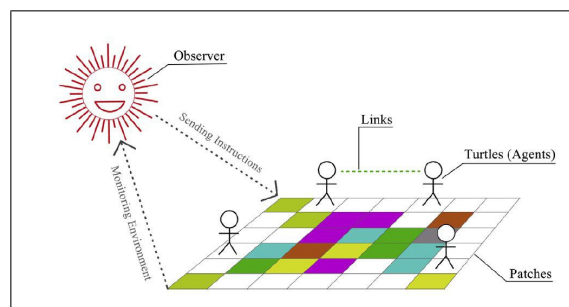 Observer
Sending Instructions
Links
Turtles (Agents)
Monitoring Environment
Patches